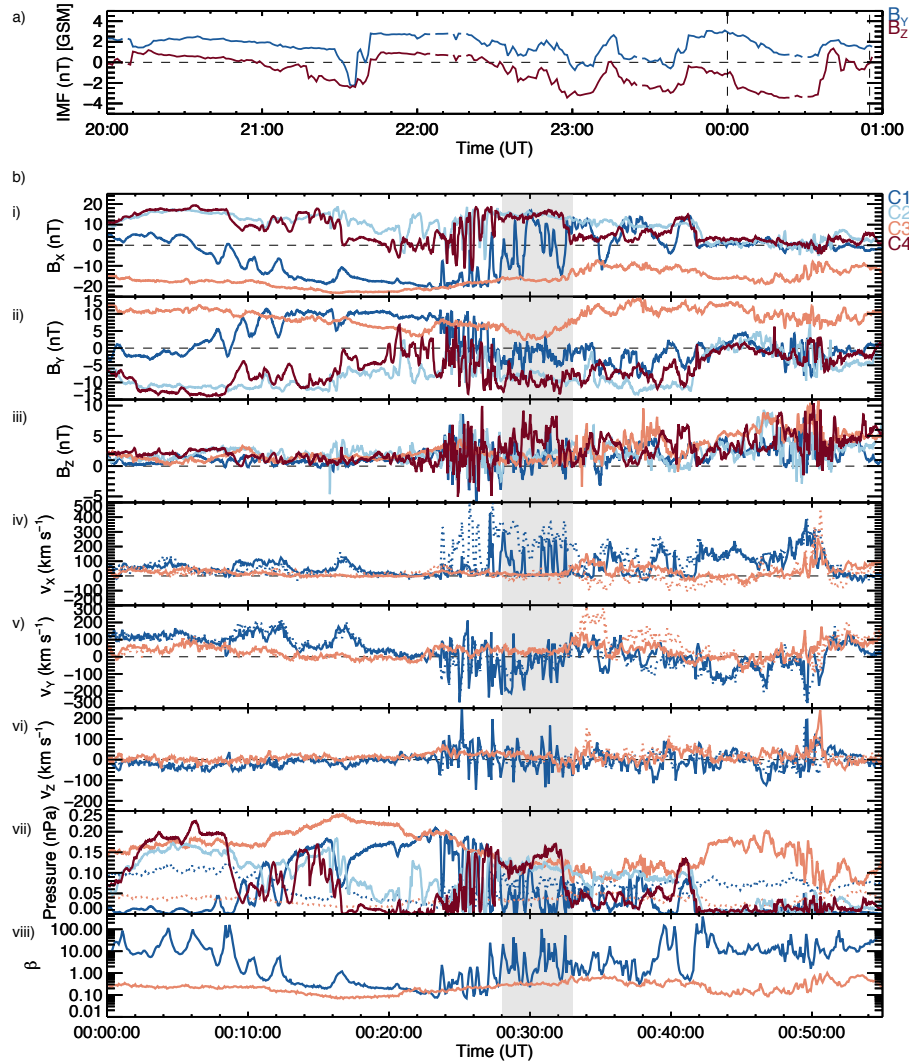 a)
IMF (nT) [GSM]
4
2
0
−2
−4
B_Y
B_Z
20:00 21:00 22:00 23:00 00:00 01:00
Time (UT)
b)
C1
C2
C3
C4
i)
B_X (nT)
20
10
0
−10
−20
ii)
B_Y (nT)
15
10
5
0
−5
−10
−15
iii)
B_Z (nT)
10
5
0
−5
iv)
v_X (km s⁻¹)
500
400
300
200
100
0
−100
−200
v)
v_Y (km s⁻¹)
300
200
100
0
−100
−200
−300
vi)
v_Z (km s⁻¹)
200
100
0
−100
−200
vii)
Pressure (nPa)
0.25
0.20
0.15
0.10
0.05
0.00
viii)
β
100.00
10.00
1.00
0.10
0.01
00:00:00 00:10:00 00:20:00 00:30:00 00:40:00 00:50:00
Time (UT)